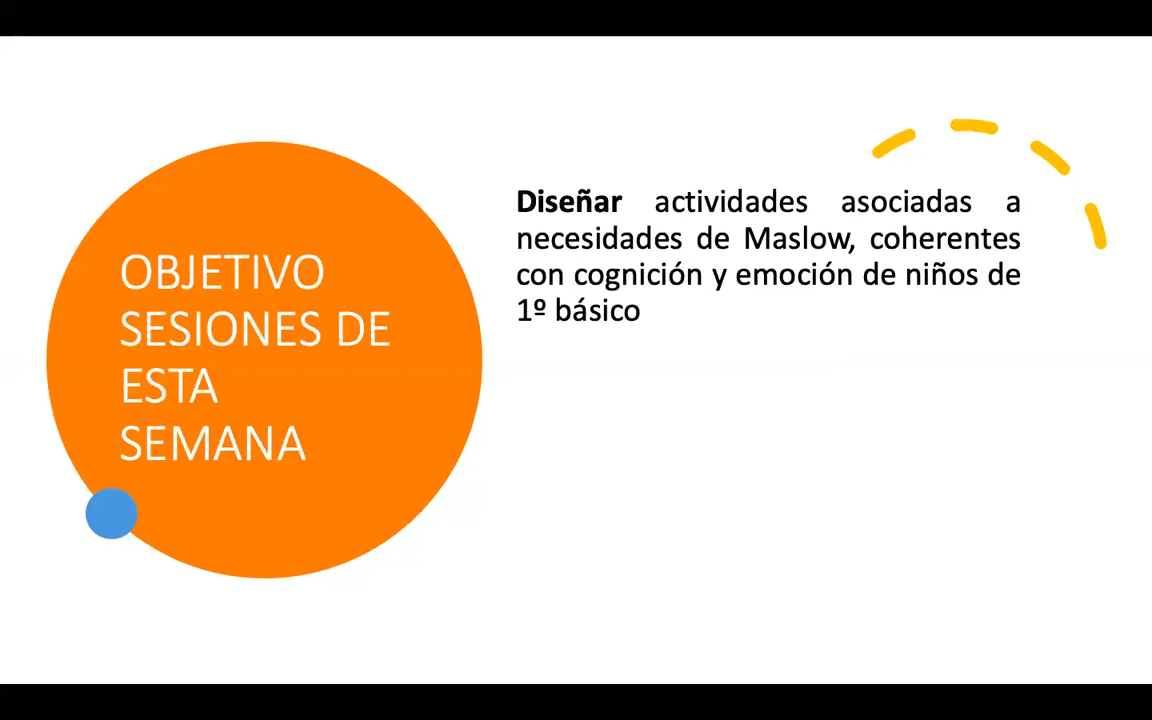 OBJETIVO
SESIONES DE
ESTA
SEMANA
Diseñar actividades asociadas a
necesidades de Maslow, coherentes
con cognición y emoción de niños de
1º básico